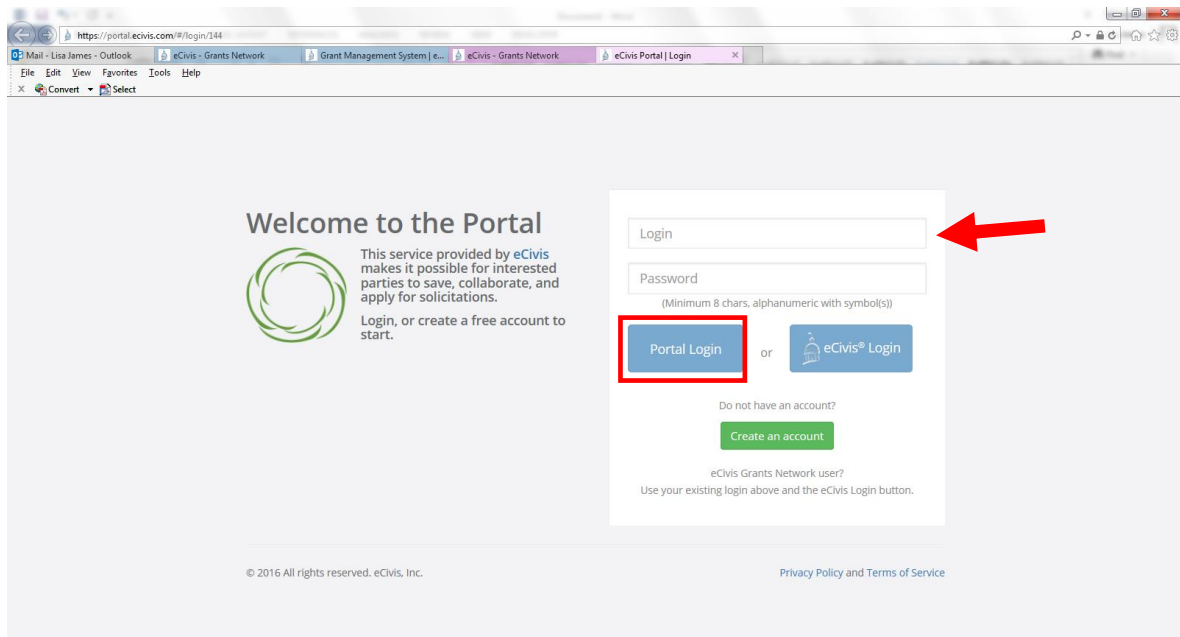 https://portal.ecivis.com/#/login/144
Mail - Lisa James - Outlook
eCivis - Grants Network
Grant Management System | e...
eCivis - Grants Network
eCivis Portal | Login
File Edit View Favorites Tools Help
Convert Select
Welcome to the Portal
This service provided by eCivis
makes it possible for interested
parties to save, collaborate, and
apply for solicitations.
Login, or create a free account to
start.
Login
Password
(Minimum 8 chars, alphanumeric with symbol(s))
Portal Login or eCivis® Login
Do not have an account?
Create an account
eCivis Grants Network user?
Use your existing login above and the eCivis Login button.
© 2016 All rights reserved. eCivis, Inc.
Privacy Policy and Terms of Service